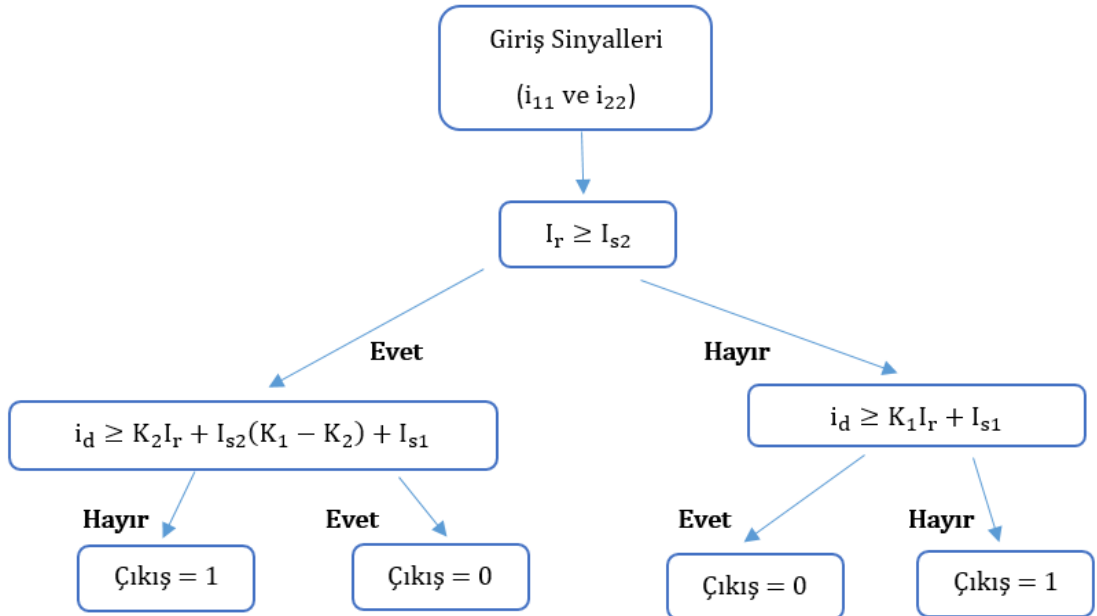 Giriş Sinyalleri
(i₁₁ ve i₂₂)
Iᵣ ≥ Iₛ₂
Evet
Hayır
i_d ≥ K₂Iᵣ + Iₛ₂(K₁ − K₂) + Iₛ₁
i_d ≥ K₁Iᵣ + Iₛ₁
Hayır
Evet
Evet
Hayır
Çıkış = 1
Çıkış = 0
Çıkış = 0
Çıkış = 1